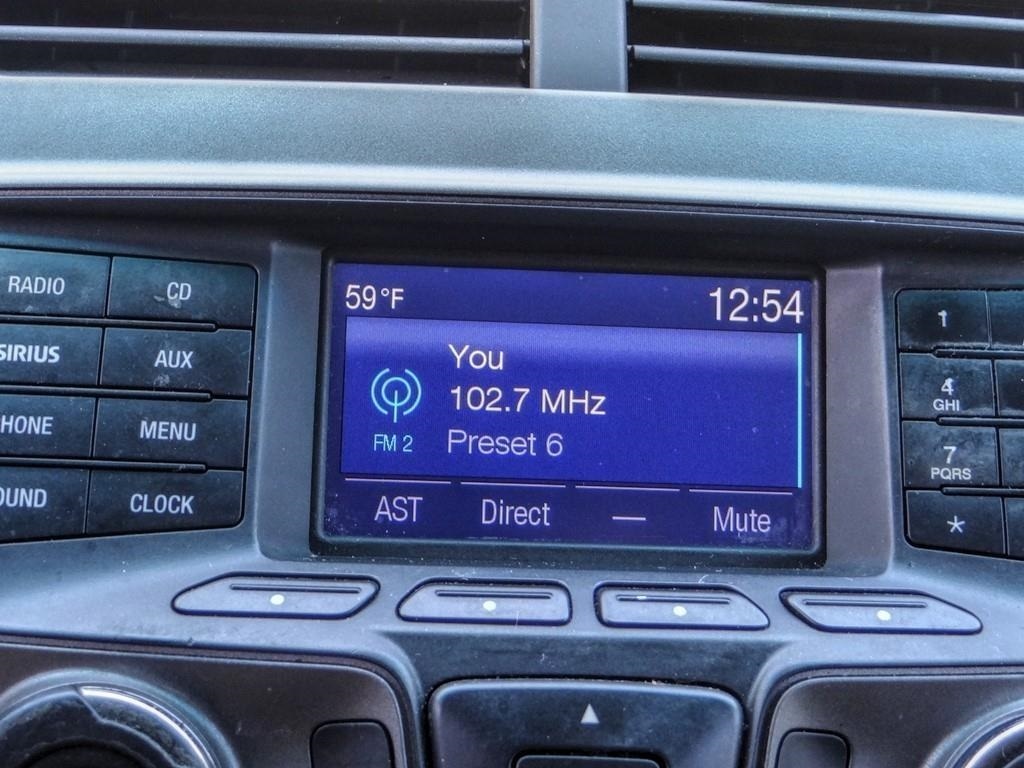 59°F 12:54
You
102.7 MHz
FM 2 Preset 6
AST Direct — Mute
RADIO CD
SIRIUS AUX
HONE MENU
OUND CLOCK
1
4
GHI
7
PQRS
*